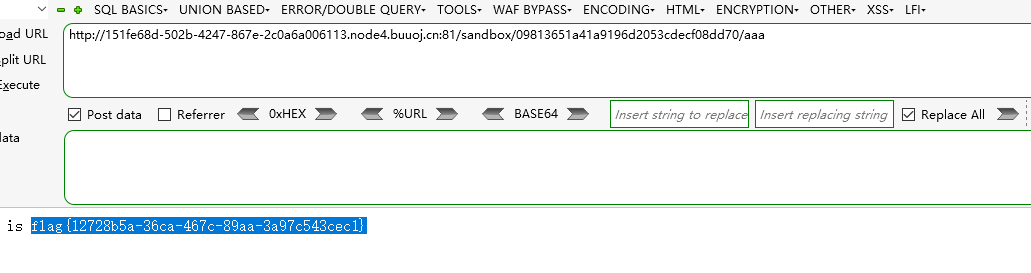 SQL BASICS▾ UNION BASED▾ ERROR/DOUBLE QUERY▾ TOOLS▾ WAF BYPASS▾ ENCODING▾ HTML▾ ENCRYPTION▾ OTHER▾ XSS▾ LFI▾
oad URL
http://151fe68d-502b-4247-867e-2c0a6a006113.node4.buuoj.cn:81/sandbox/09813651a41a9196d2053cdecf08dd70/aaa
plit URL
Execute
Post data Referrer 0xHEX %URL BASE64 Insert string to replace Insert replacing string Replace All
data
is flag{12728b5a-36ca-467c-89aa-3a97c543cec1}